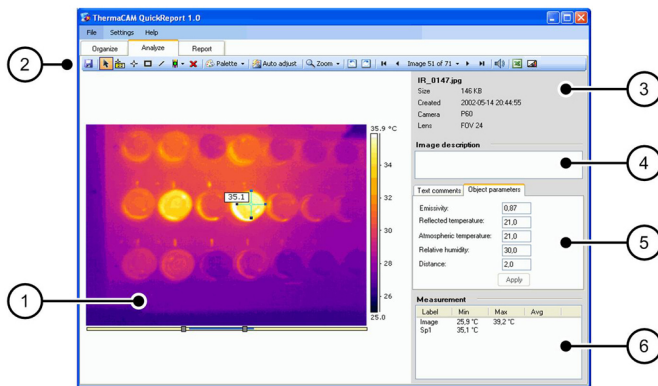 ThermaCAM QuickReport 1.0
File Settings Help
Organize Analyze Report
Palette Auto adjust Zoom Image 51 of 71
1
2
3
4
5
6
35.9 °C
34
32
30
28
26
25.0
35.1
IR_0147.jpg
Size 146 KB
Created 2002-05-14 20:44:55
Camera P60
Lens FOV 24
Image description
Text comments Object parameters
Emissivity: 0,87
Reflected temperature: 21,0
Atmospheric temperature: 21,0
Relative humidity: 30,0
Distance: 2,0
Apply
Measurement
Label Min Max Avg
Image 25,9 °C 39,2 °C
Sp1 35,1 °C